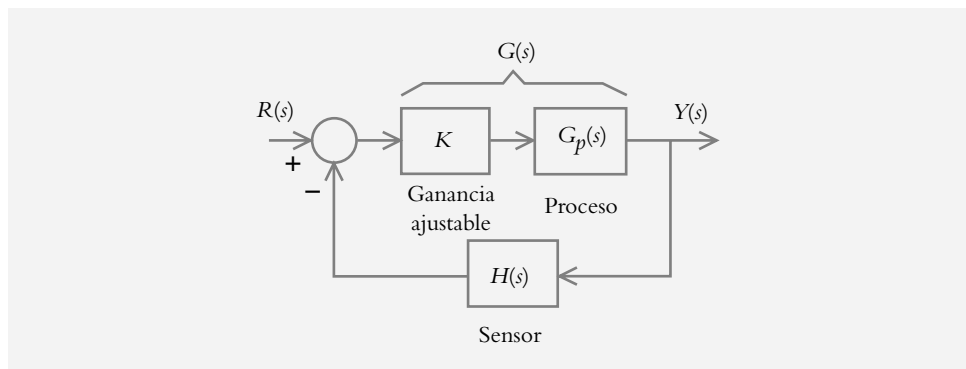 G(s)
R(s)
Y(s)
K
Gp(s)
+
−
Ganancia
ajustable
Proceso
H(s)
Sensor